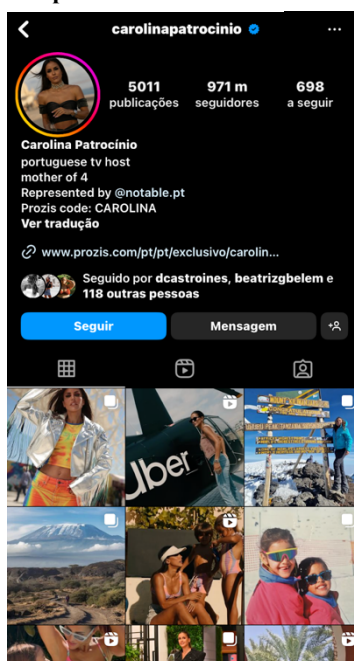 carolinapatrocinio
5011 971 m 698
publicações seguidores a seguir
Carolina Patrocínio
portuguese tv host
mother of 4
Represented by @notable.pt
Prozis code: CAROLINA
Ver tradução
www.prozis.com/pt/pt/exclusivo/carolin...
Seguido por dcastroines, beatrizgbelem e
118 outras pessoas
Seguir Mensagem
Uber